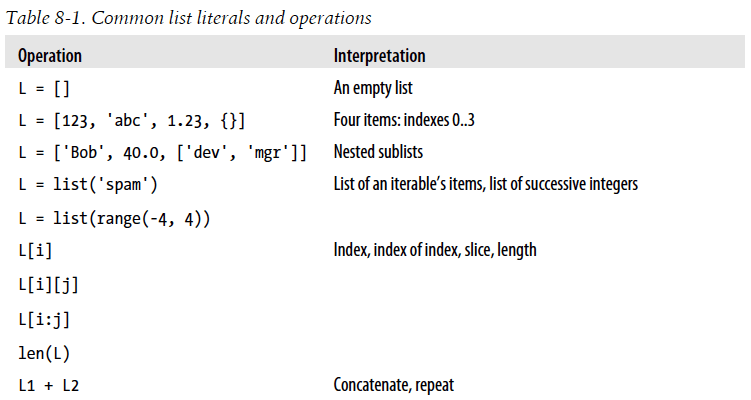 Table 8-1. Common list literals and operations
Operation Interpretation
L = [] An empty list
L = [123, 'abc', 1.23, {}] Four items: indexes 0..3
L = ['Bob', 40.0, ['dev', 'mgr']] Nested sublists
L = list('spam') List of an iterable's items, list of successive integers
L = list(range(-4, 4))
L[i] Index, index of index, slice, length
L[i][j]
L[i:j]
len(L)
L1 + L2 Concatenate, repeat